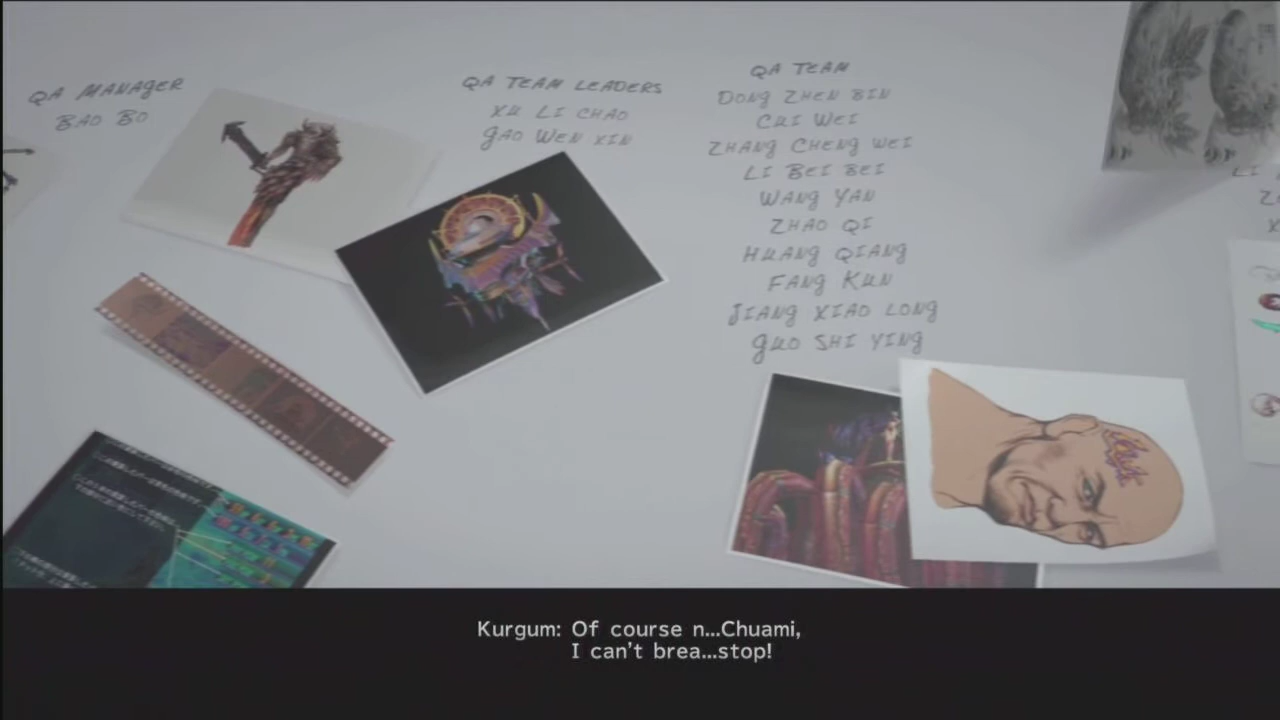 QA MANAGER
BAO BO
QA TEAM LEADERS
XU LI CHAO
GAO WEN XIN
QA TEAM
DONG ZHEN BIN
CUI WEI
ZHANG CHENG WEI
LI BEI BEI
WANG YAN
ZHAO QI
HUANG QIANG
FANG KUN
JIANG XIAO LONG
GUO SHI YING
LI
Kurgum: Of course n...Chuami,
I can't brea...stop!